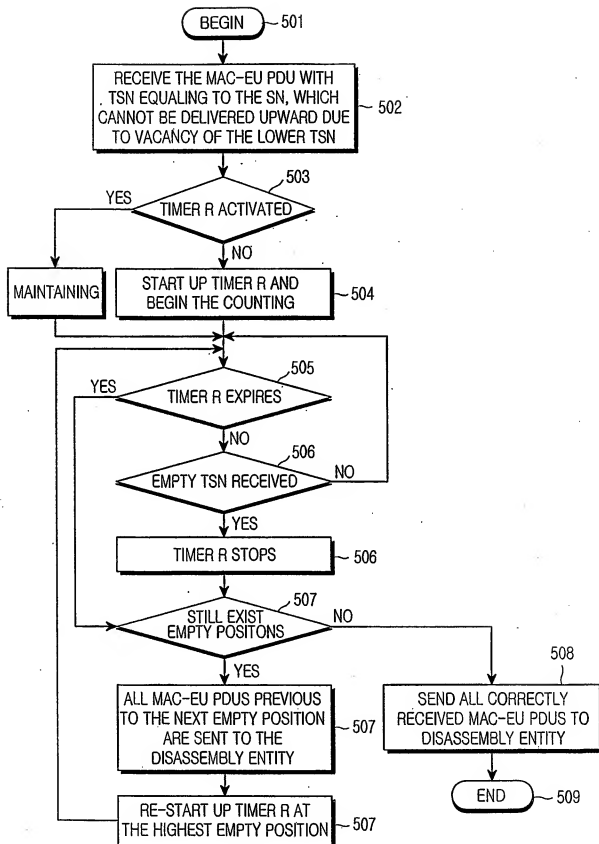 BEGIN
501
RECEIVE THE MAC-EU PDU WITH
TSN EQUALING TO THE SN, WHICH
CANNOT BE DELIVERED UPWARD DUE
TO VACANCY OF THE LOWER TSN
502
503
YES
TIMER R ACTIVATED
NO
MAINTAINING
START UP TIMER R AND
BEGIN THE COUNTING
504
505
YES
TIMER R EXPIRES
NO
506
EMPTY TSN RECEIVED
NO
YES
TIMER R STOPS
506
507
STILL EXIST
EMPTY POSITONS
NO
YES
508
ALL MAC-EU PDUS PREVIOUS
TO THE NEXT EMPTY POSITION
ARE SENT TO THE
DISASSEMBLY ENTITY
507
SEND ALL CORRECTLY
RECEIVED MAC-EU PDUS TO
DISASSEMBLY ENTITY
RE-START UP TIMER R AT
THE HIGHEST EMPTY POSITION
507
END
509